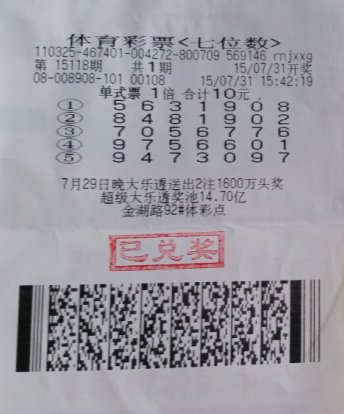 体育彩票<七位数>
110325-467401-004272-800709 569146 rnjxxg
第 15118期 共1期 15/07/31开奖
08-008908-101 00108 15/07/31 15:42:19
单式票 1倍 合计10元
① 5 6 3 1 9 0 8
② 8 4 8 1 9 0 2
③ 7 0 5 6 7 7 6
④ 9 7 5 6 6 0 1
⑤ 9 4 7 3 0 9 7
7月29日晚大乐透送出2注1600万头奖
超级大乐透奖池14.70亿
金湖路92#体彩点
已兑奖